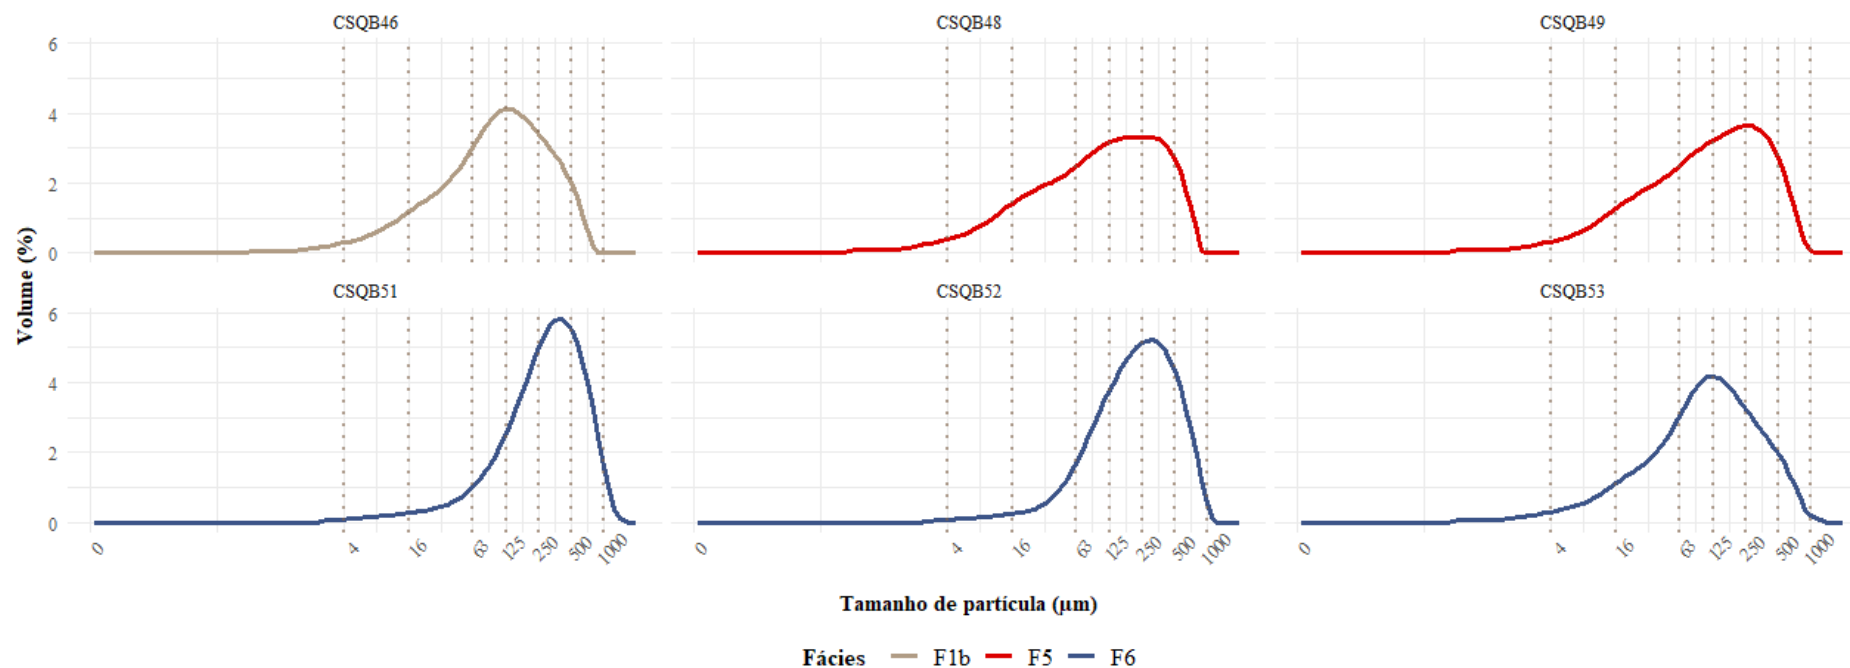 CSQB46 CSQB48 CSQB49
6
4
2
0
CSQB51 CSQB52 CSQB53
6
4
2
0
Volume (%)
0 4 16 63 125 250 500 1000 0 4 16 63 125 250 500 1000 0 4 16 63 125 250 500 1000
Tamanho de partícula (μm)
Fácies F1b F5 F6